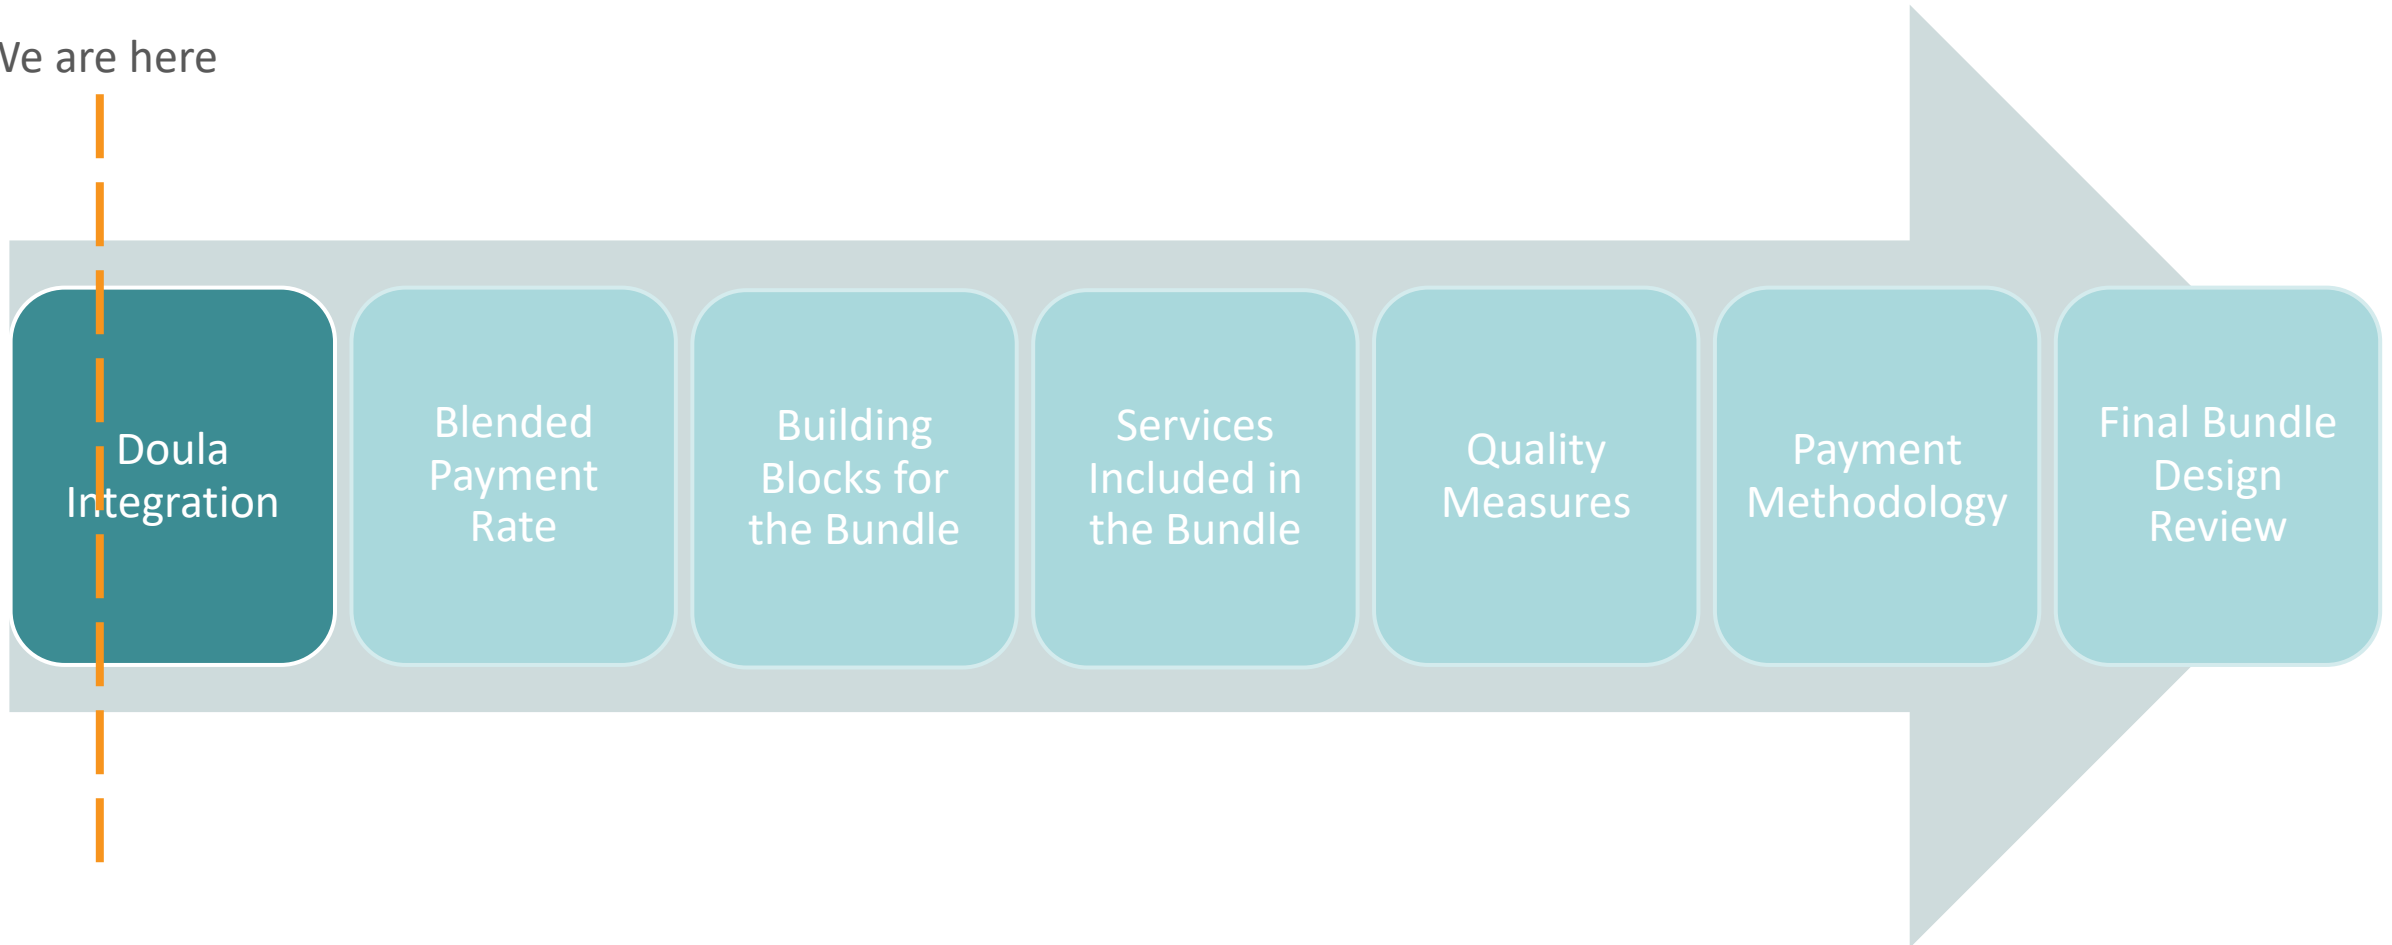 We are here
Doula
Integration
Blended
Payment
Rate
Building
Blocks for
the Bundle
Services
Included in
the Bundle
Quality
Measures
Payment
Methodology
Final Bundle
Design
Review